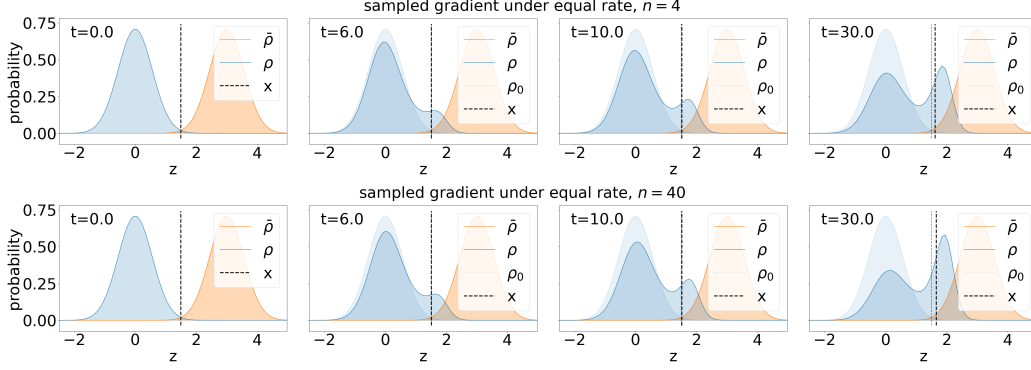 sampled gradient under equal rate, n = 4
probability
0.75
0.50
0.25
0.00
t=0.0
ρ̄
ρ
x
−2 0 2 4
z
t=6.0
ρ̄
ρ
ρ₀
x
−2 0 2 4
z
t=10.0
ρ̄
ρ
ρ₀
x
−2 0 2 4
z
t=30.0
ρ̄
ρ
ρ₀
x
−2 0 2 4
z
sampled gradient under equal rate, n = 40
probability
0.75
0.50
0.25
0.00
t=0.0
ρ̄
ρ
x
−2 0 2 4
z
t=6.0
ρ̄
ρ
ρ₀
x
−2 0 2 4
z
t=10.0
ρ̄
ρ
ρ₀
x
−2 0 2 4
z
t=30.0
ρ̄
ρ
ρ₀
x
−2 0 2 4
z